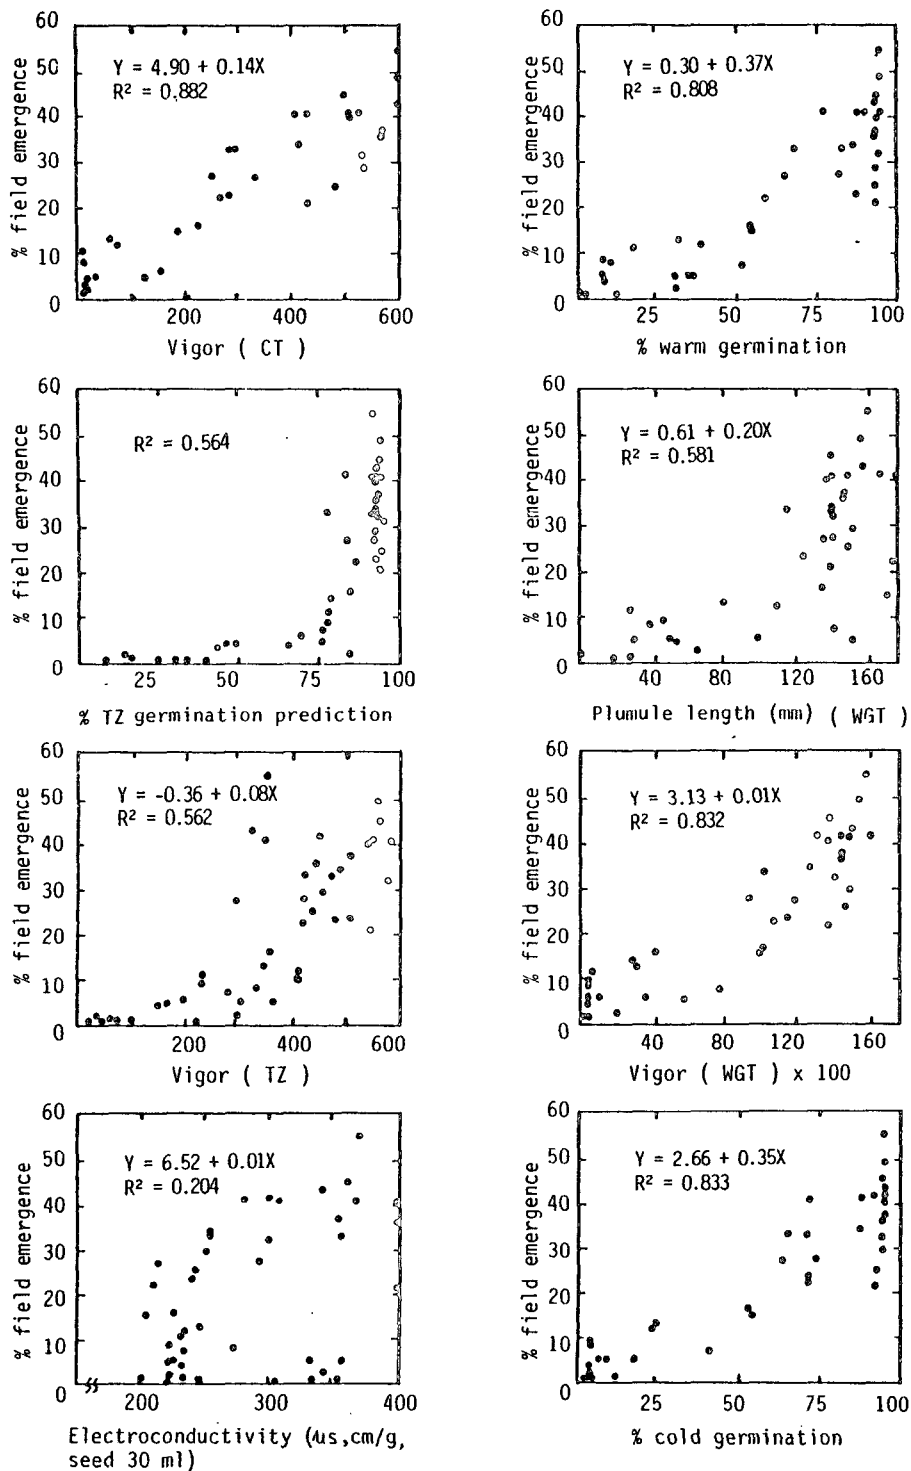 60
50
40
30
20
10
0
% field emergence
Y = 4.90 + 0.14X
R² = 0.882
200 400 600
Vigor ( CT )
60
50
40
30
20
10
0
% field emergence
Y = 0.30 + 0.37X
R² = 0.808
25 50 75 100
% warm germination
60
50
40
30
20
10
0
% field emergence
R² = 0.564
25 50 75 100
% TZ germination prediction
60
50
40
30
20
10
0
% field emergence
Y = 0.61 + 0.20X
R² = 0.581
40 80 120 160
Plumule length (mm) ( WGT )
60
50
40
30
20
10
0
% field emergence
Y = -0.36 + 0.08X
R² = 0.562
200 400 600
Vigor ( TZ )
60
50
40
30
20
10
0
% field emergence
Y = 3.13 + 0.01X
R² = 0.832
40 80 120 160
Vigor ( WGT ) x 100
60
50
40
30
20
10
0
% field emergence
Y = 6.52 + 0.01X
R² = 0.204
200 300 400
Electroconductivity (μs,cm/g,
seed 30 ml)
60
50
40
30
20
10
0
% field emergence
Y = 2.66 + 0.35X
R² = 0.833
25 50 75 100
% cold germination